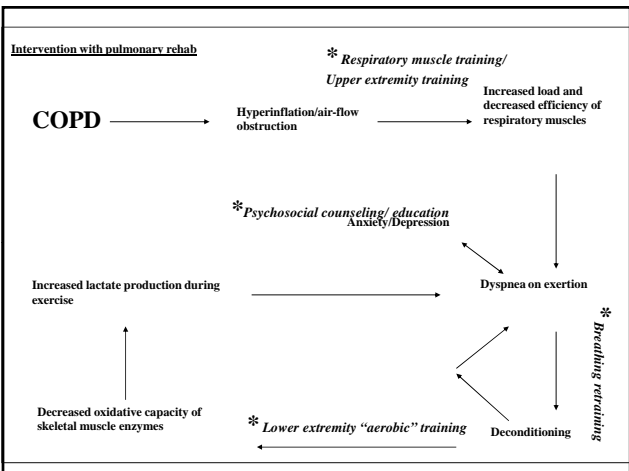 Intervention with pulmonary rehab
* Respiratory muscle training/
Upper extremity training
COPD
Hyperinflation/air-flow
obstruction
Increased load and
decreased efficiency of
respiratory muscles
*Psychosocial counseling/ education
Anxiety/Depression
Increased lactate production during
exercise
Dyspnea on exertion
* Breathing retraining
Decreased oxidative capacity of
skeletal muscle enzymes
* Lower extremity “aerobic” training
Deconditioning